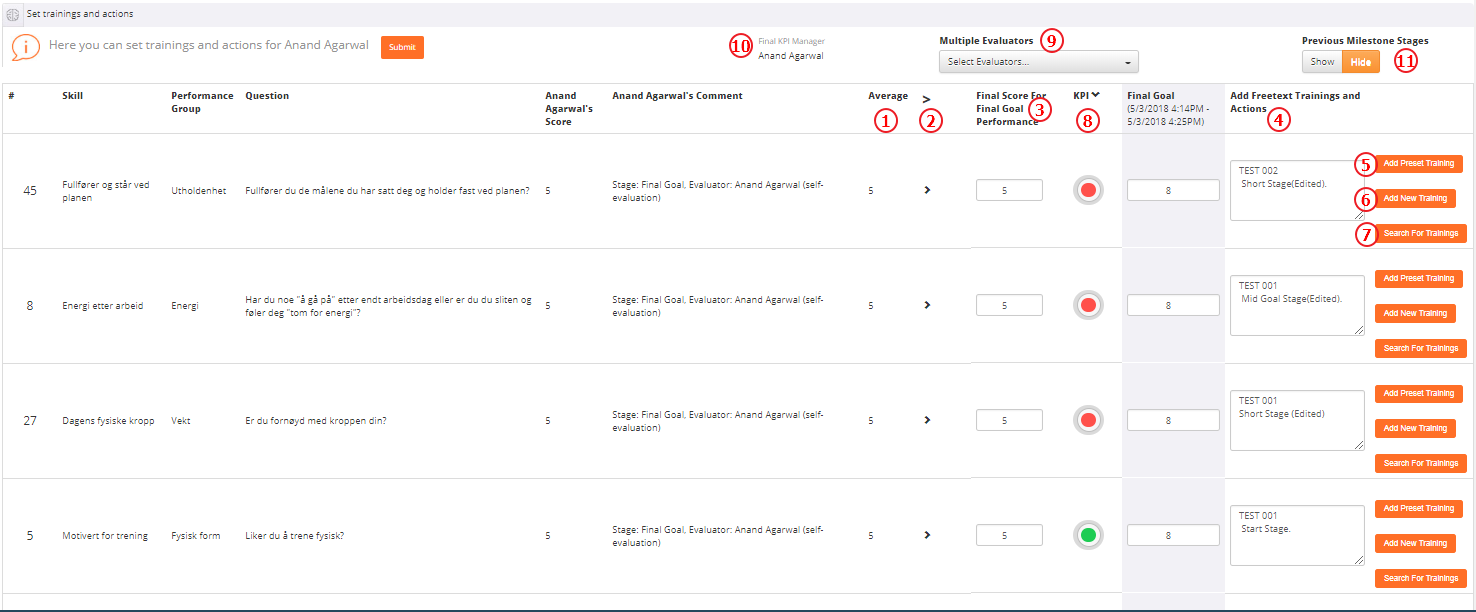 Set trainings and actions
Here you can set trainings and actions for Anand Agarwal
Submit
10
Final KPI Manager
Anand Agarwal
Multiple Evaluators
9
Select Evaluators...
Previous Milestone Stages
Show
Hide
11
#
Skill
Performance
Group
Question
Anand
Agarwal's
Score
Anand Agarwal's Comment
Average
1
>
2
Final Score For
Final Goal
Performance
3
KPI
8
Final Goal
(5/3/2018 4:14PM -
5/3/2018 4:25PM)
Add Freetext Trainings and
Actions
4
45
Fullfører og står ved
planen
Utholdenhet
Fullfører du de målene du har satt deg og holder fast ved planen?
5
Stage: Final Goal, Evaluator: Anand Agarwal (self-
evaluation)
5
5
8
TEST 002
Short Stage(Edited).
5
Add Preset Training
6
Add New Training
7
Search For Trainings
8
Energi etter arbeid
Energi
Har du noe "å gå på" etter endt arbeidsdag eller er du du sliten og
føler deg "tom for energi"?
5
Stage: Final Goal, Evaluator: Anand Agarwal (self-
evaluation)
5
5
8
TEST 001
Mid Goal Stage(Edited).
Add Preset Training
Add New Training
Search For Trainings
27
Dagens fysiske kropp
Vekt
Er du fornøyd med kroppen din?
5
Stage: Final Goal, Evaluator: Anand Agarwal (self-
evaluation)
5
5
8
TEST 001
Short Stage (Edited)
Add Preset Training
Add New Training
Search For Trainings
5
Motivert for trening
Fysisk form
Liker du å trene fysisk?
5
Stage: Final Goal, Evaluator: Anand Agarwal (self-
evaluation)
5
5
8
TEST 001
Start Stage.
Add Preset Training
Add New Training
Search For Trainings